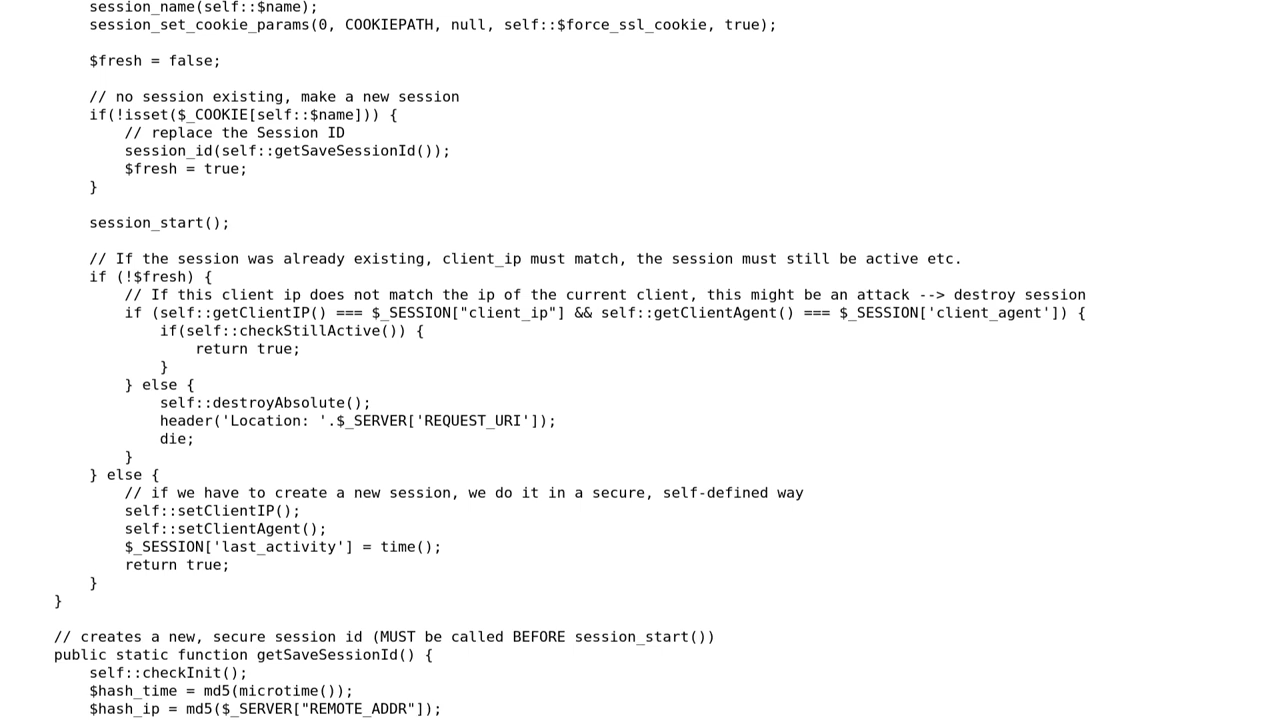 session_name(self::$name);
session_set_cookie_params(0, COOKIEPATH, null, self::$force_ssl_cookie, true);
$fresh = false;
// no session existing, make a new session
if(!isset($_COOKIE[self::$name])) {
// replace the Session ID
session_id(self::getSaveSessionId());
$fresh = true;
}
session_start();
// If the session was already existing, client_ip must match, the session must still be active etc.
if (!$fresh) {
// If this client ip does not match the ip of the current client, this might be an attack --> destroy session
if (self::getClientIP() === $_SESSION["client_ip"] && self::getClientAgent() === $_SESSION['client_agent']) {
if(self::checkStillActive()) {
return true;
}
} else {
self::destroyAbsolute();
header('Location: '.$_SERVER['REQUEST_URI']);
die;
}
} else {
// if we have to create a new session, we do it in a secure, self-defined way
self::setClientIP();
self::setClientAgent();
$_SESSION['last_activity'] = time();
return true;
}
}
// creates a new, secure session id (MUST be called BEFORE session_start())
public static function getSaveSessionId() {
self::checkInit();
$hash_time = md5(microtime());
$hash_ip = md5($_SERVER["REMOTE_ADDR"]);